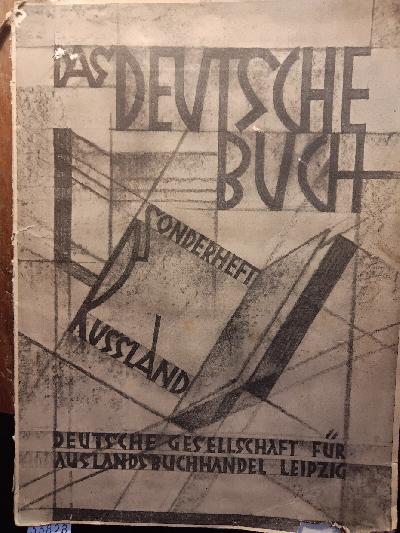 DAS DEUTSCHE
BUCH
SONDERHEFT
RUSSLAND
DEUTSCHE GESELLSCHAFT FÜR
AUSLANDSBUCHHANDEL LEIPZIG